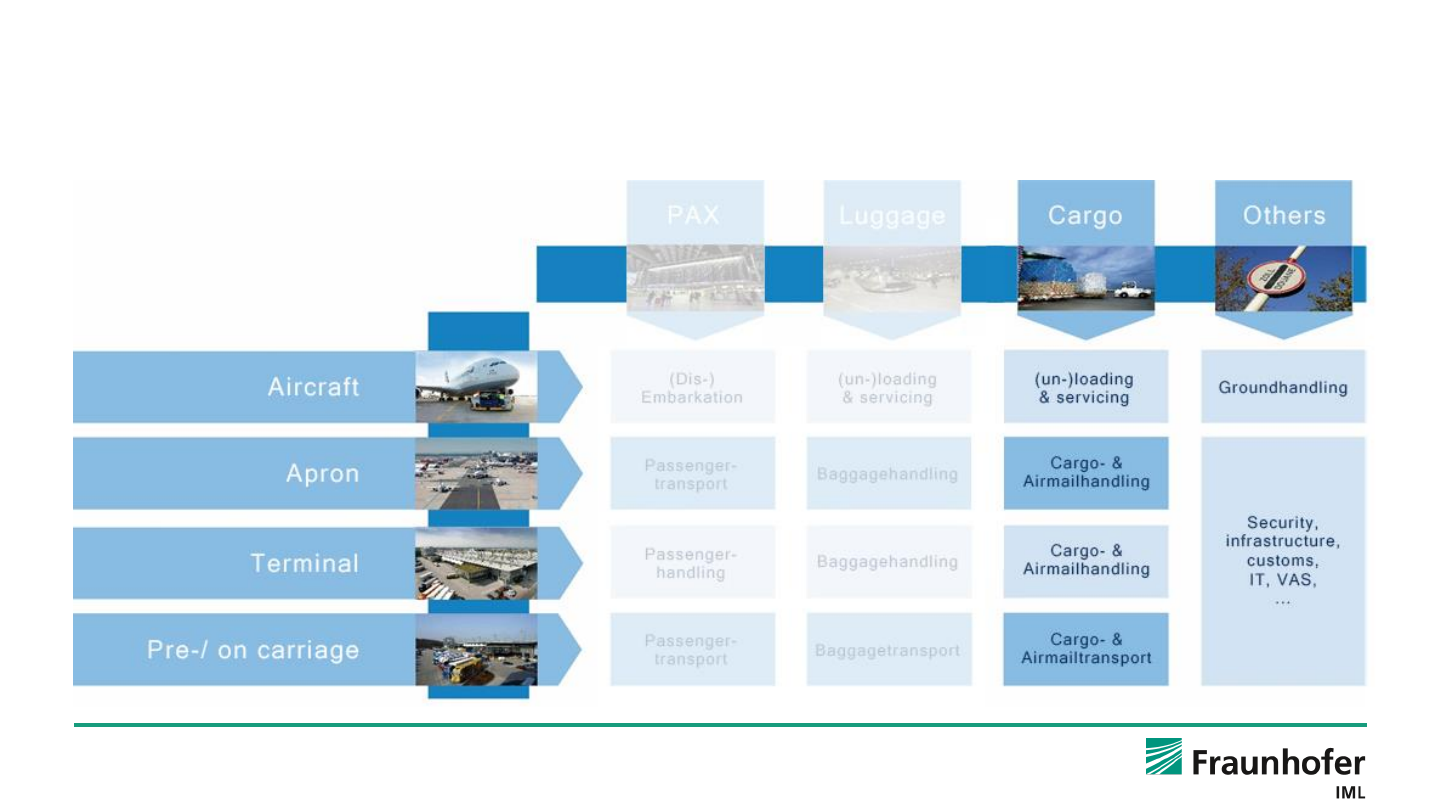 PAX
Luggage
Cargo
Others
ZOLL
DOUANE
Aircraft
(Dis-)
Embarkation
(un-)loading
& servicing
(un-)loading
& servicing
Groundhandling
Apron
Passenger-
transport
Baggagehandling
Cargo- &
Airmailhandling
Security,
infrastructure,
customs,
IT, VAS,
...
Terminal
Passenger-
handling
Baggagehandling
Cargo- &
Airmailhandling
Pre-/ on carriage
Passenger-
transport
Baggagetransport
Cargo- &
Airmailtransport
Fraunhofer
IML